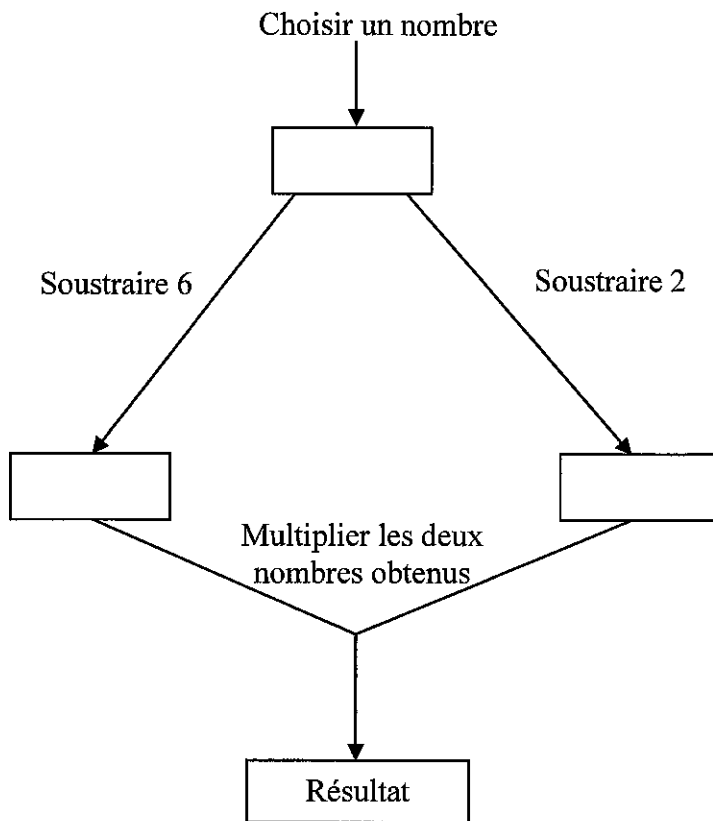 Choisir un nombre
Soustraire 6
Soustraire 2
Multiplier les deux
nombres obtenus
Résultat